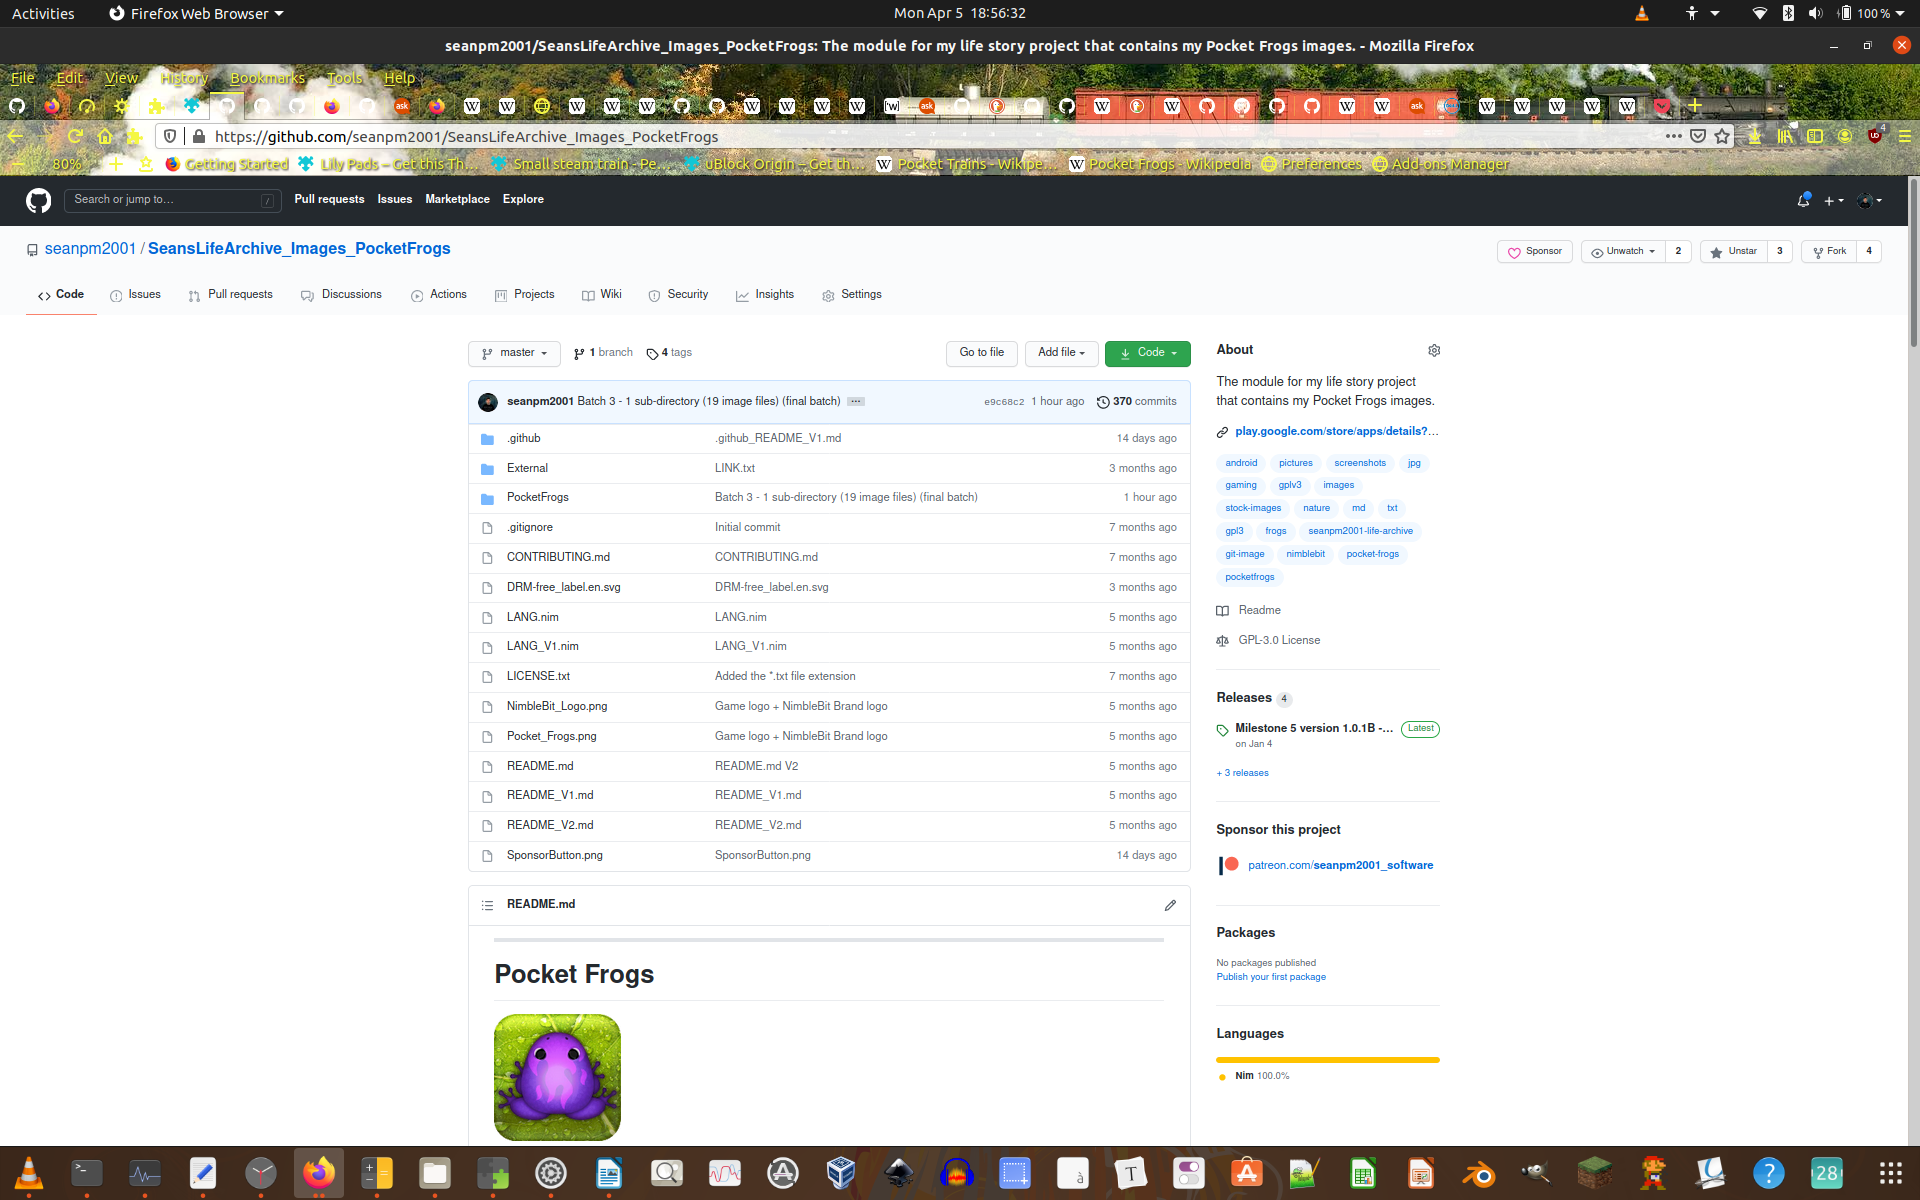 Activities Firefox Web Browser Mon Apr 5 18:56:32 100 %
seanpm2001/SeansLifeArchive_Images_PocketFrogs: The module for my life story project that contains my Pocket Frogs images. - Mozilla Firefox
File Edit View History Bookmarks Tools Help
https://github.com/seanpm2001/SeansLifeArchive_Images_PocketFrogs
80% Getting Started Lily Pads – Get this Th... Small steam train - Pe... uBlock Origin – Get th... Pocket Trains - Wikipe... Pocket Frogs - Wikipedia Preferences Add-ons Manager
Search or jump to... / Pull requests Issues Marketplace Explore
seanpm2001 / SeansLifeArchive_Images_PocketFrogs Sponsor Unwatch 2 Unstar 3 Fork 4
Code Issues Pull requests Discussions Actions Projects Wiki Security Insights Settings
master 1 branch 4 tags Go to file Add file Code
seanpm2001 Batch 3 - 1 sub-directory (19 image files) (final batch) ... e9c68c2 1 hour ago 370 commits
.github .github_README_V1.md 14 days ago
External LINK.txt 3 months ago
PocketFrogs Batch 3 - 1 sub-directory (19 image files) (final batch) 1 hour ago
.gitignore Initial commit 7 months ago
CONTRIBUTING.md CONTRIBUTING.md 7 months ago
DRM-free_label.en.svg DRM-free_label.en.svg 3 months ago
LANG.nim LANG.nim 5 months ago
LANG_V1.nim LANG_V1.nim 5 months ago
LICENSE.txt Added the *.txt file extension 7 months ago
NimbleBit_Logo.png Game logo + NimbleBit Brand logo 5 months ago
Pocket_Frogs.png Game logo + NimbleBit Brand logo 5 months ago
README.md README.md V2 5 months ago
README_V1.md README_V1.md 5 months ago
README_V2.md README_V2.md 5 months ago
SponsorButton.png SponsorButton.png 14 days ago
README.md
Pocket Frogs
About
The module for my life story project
that contains my Pocket Frogs images.
play.google.com/store/apps/details?...
android pictures screenshots jpg
gaming gplv3 images
stock-images nature md txt
gpl3 frogs seanpm2001-life-archive
git-image nimblebit pocket-frogs
pocketfrogs
Readme
GPL-3.0 License
Releases 4
Milestone 5 version 1.0.1B -... Latest
on Jan 4
+ 3 releases
Sponsor this project
patreon.com/seanpm2001_software
Packages
No packages published
Publish your first package
Languages
Nim 100.0%
28